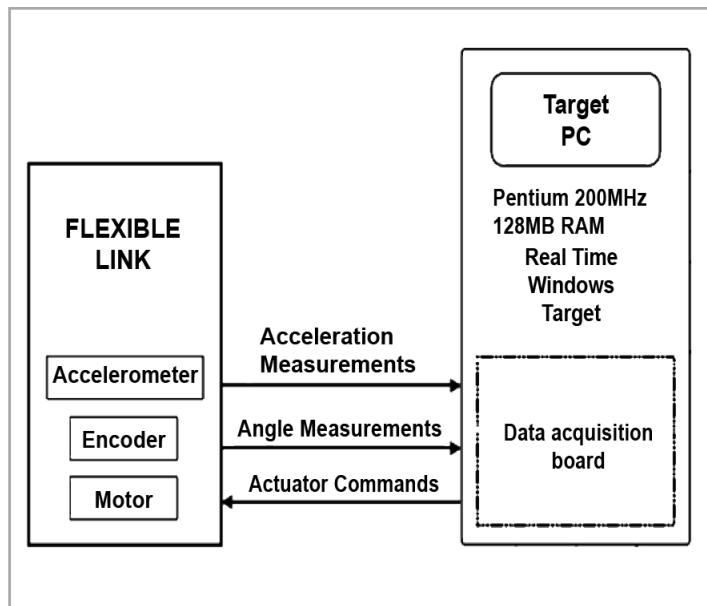 Target
PC
Pentium 200MHz
128MB RAM
Real Time
Windows
Target
FLEXIBLE
LINK
Acceleration
Measurements
Accelerometer
Encoder
Angle Measurements
Data acquisition
board
Motor
Actuator Commands